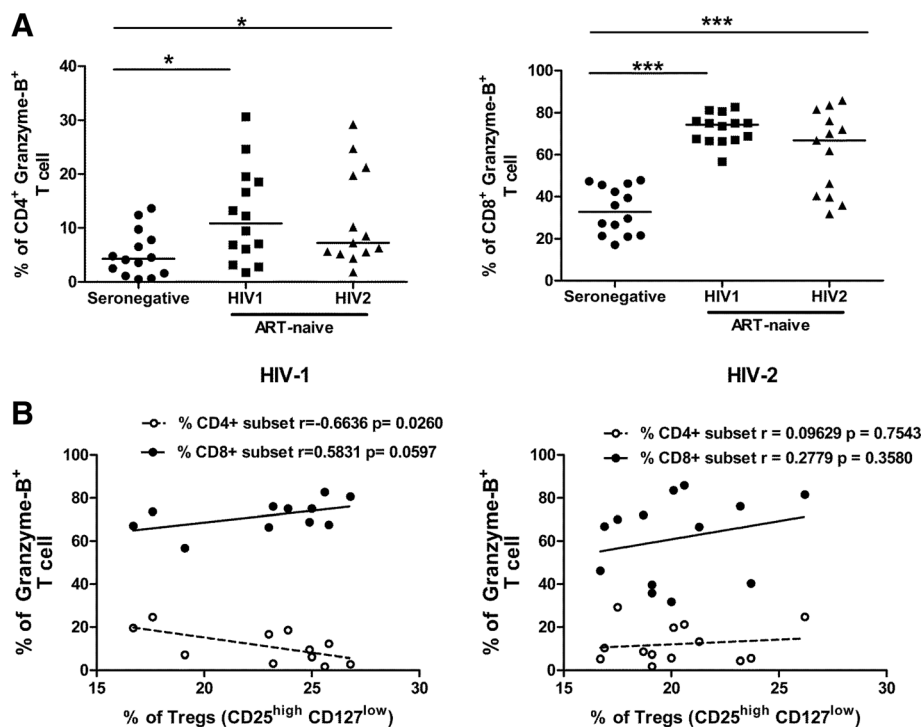 A
*
*
% of CD4+ Granzyme-B+
T cell
40
30
20
10
0
Seronegative HIV1 HIV2
ART-naive
***
***
% of CD8+ Granzyme-B+
T cell
100
80
60
40
20
0
Seronegative HIV1 HIV2
ART-naive
B
HIV-1
% CD4+ subset r=-0.6636 p= 0.0260
% CD8+ subset r=0.5831 p= 0.0597
% of Granzyme-B+
T cell
100
80
60
40
20
0
15 20 25 30
% of Tregs (CD25high CD127low)
HIV-2
% CD4+ subset r = 0.09629 p = 0.7543
% CD8+ subset r = 0.2779 p = 0.3580
% of Granzyme-B+
T cell
100
80
60
40
20
0
15 20 25 30
% of Tregs (CD25high CD127low)